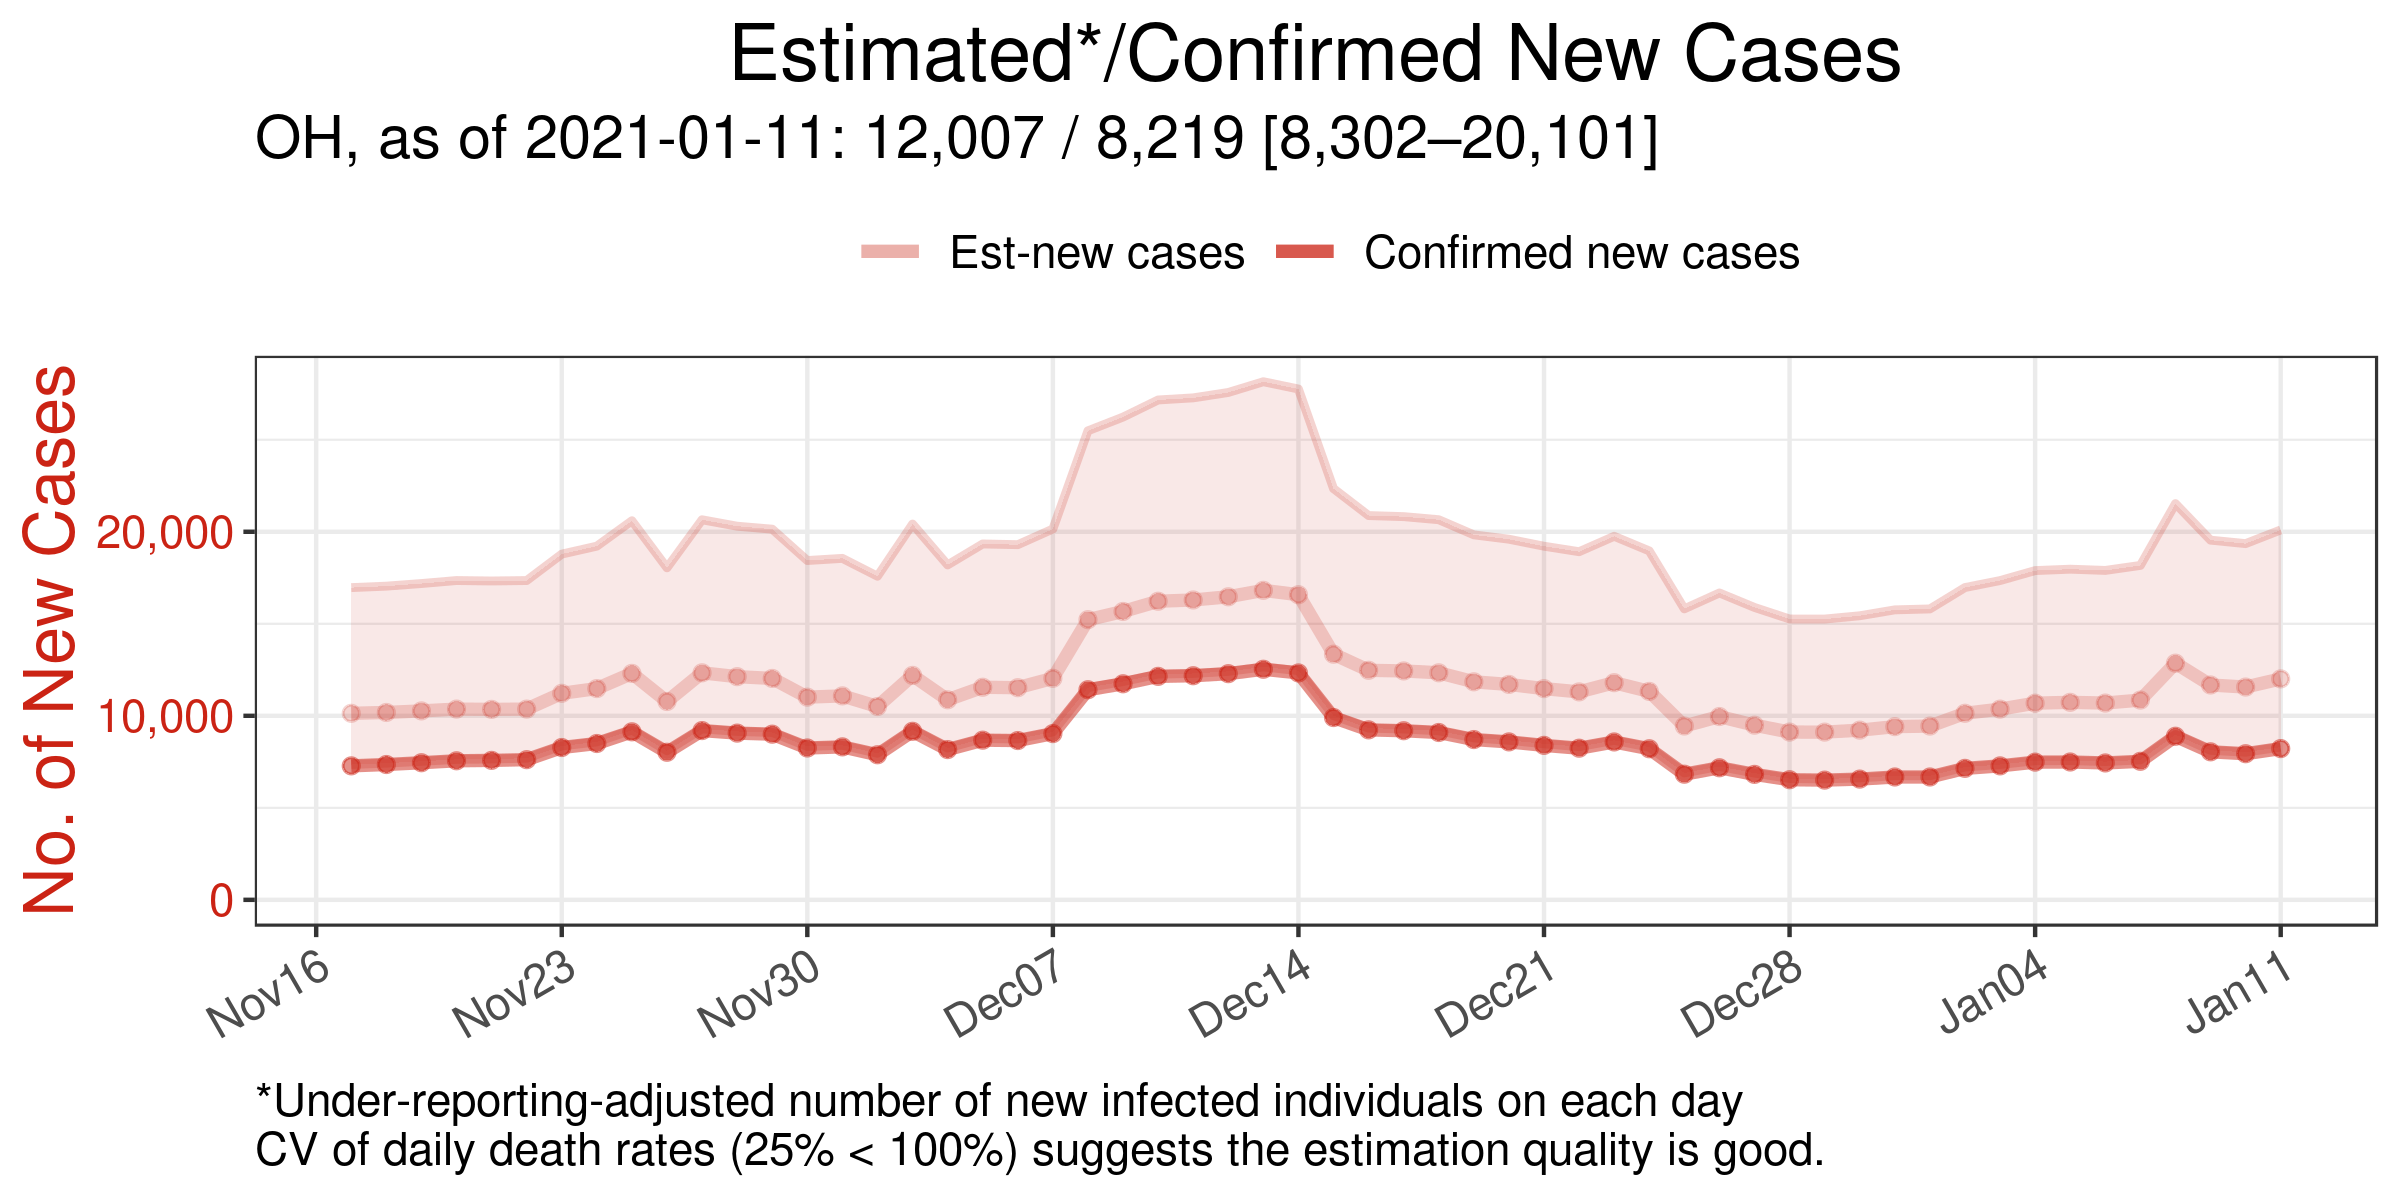 Estimated*/Confirmed New Cases
OH, as of 2021-01-11: 12,007 / 8,219 [8,302–20,101]
Est-new cases
Confirmed new cases
No. of New Cases
20,000
10,000
0
Nov16
Nov23
Nov30
Dec07
Dec14
Dec21
Dec28
Jan04
Jan11
*Under-reporting-adjusted number of new infected individuals on each day
CV of daily death rates (25% < 100%) suggests the estimation quality is good.